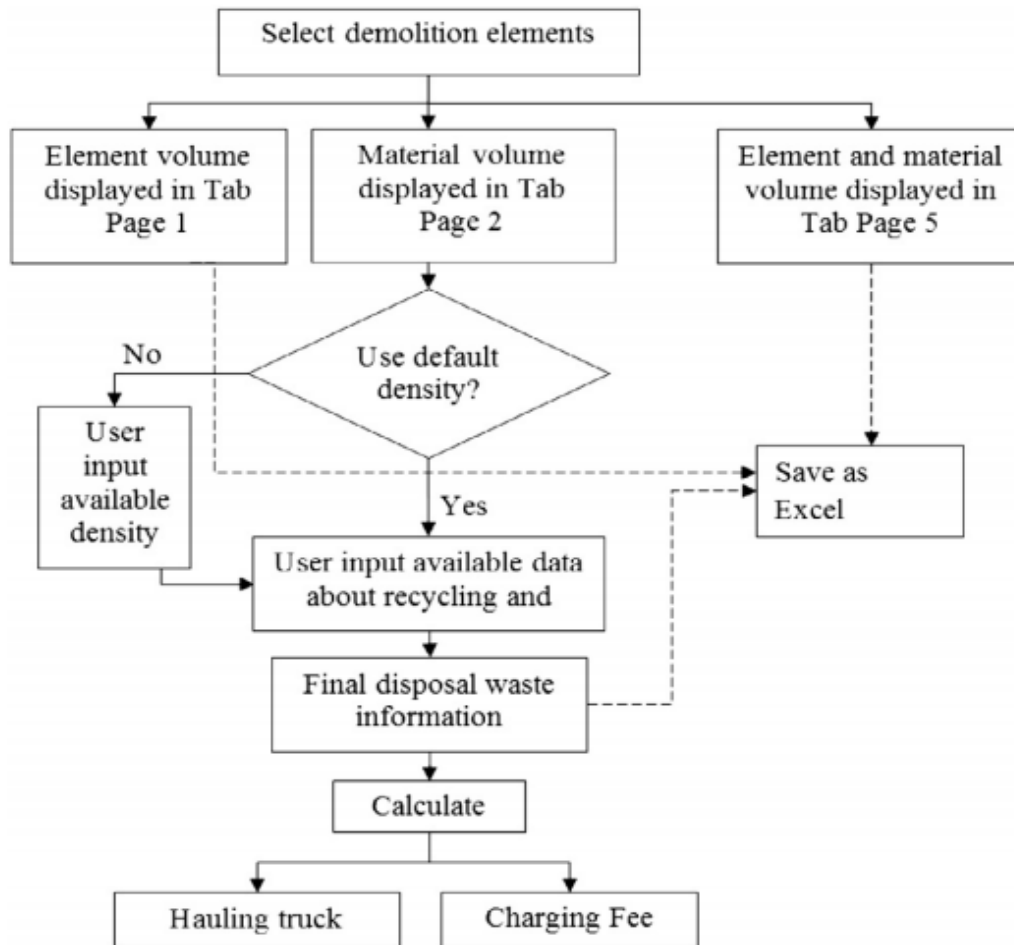 Select demolition elements
Element volume
displayed in Tab
Page 1
Material volume
displayed in Tab
Page 2
Element and material
volume displayed in
Tab Page 5
No
Use default
density?
User
input
available
density
Yes
Save as
Excel
User input available data
about recycling and
Final disposal waste
information
Calculate
Hauling truck
Charging Fee